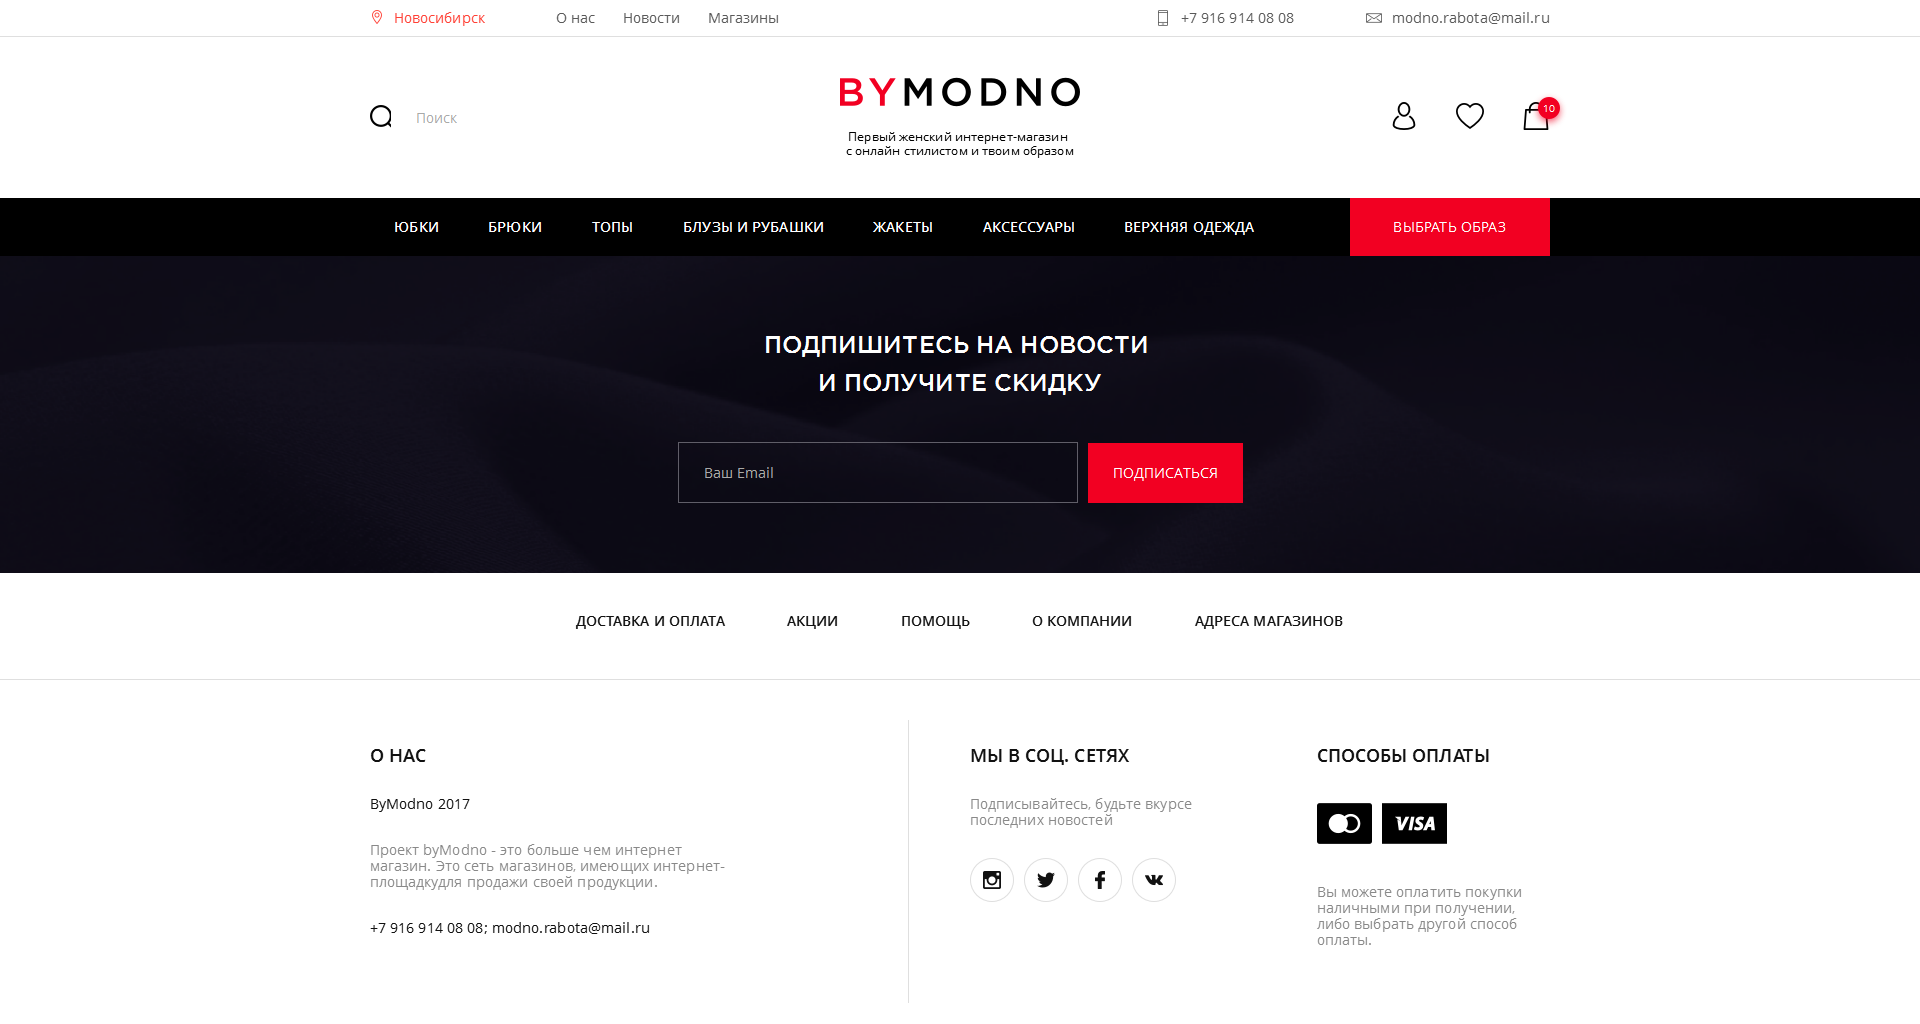 Новосибирск
О нас
Новости
Магазины
+7 916 914 08 08
modno.rabota@mail.ru
Поиск
BYMODNO
Первый женский интернет-магазин
с онлайн стилистом и твоим образом
10
ЮБКИ
БРЮКИ
ТОПЫ
БЛУЗЫ И РУБАШКИ
ЖАКЕТЫ
АКСЕССУАРЫ
ВЕРХНЯЯ ОДЕЖДА
ВЫБРАТЬ ОБРАЗ
ПОДПИШИТЕСЬ НА НОВОСТИ
И ПОЛУЧИТЕ СКИДКУ
Ваш Email
ПОДПИСАТЬСЯ
ДОСТАВКА И ОПЛАТА
АКЦИИ
ПОМОЩЬ
О КОМПАНИИ
АДРЕСА МАГАЗИНОВ
О НАС
ByModno 2017
Проект byModno - это больше чем интернет
магазин. Это сеть магазинов, имеющих интернет-
площадкудля продажи своей продукции.
+7 916 914 08 08; modno.rabota@mail.ru
МЫ В СОЦ. СЕТЯХ
Подписывайтесь, будьте вкурсе
последних новостей
СПОСОБЫ ОПЛАТЫ
VISA
Вы можете оплатить покупки
наличными при получении,
либо выбрать другой способ
оплаты.